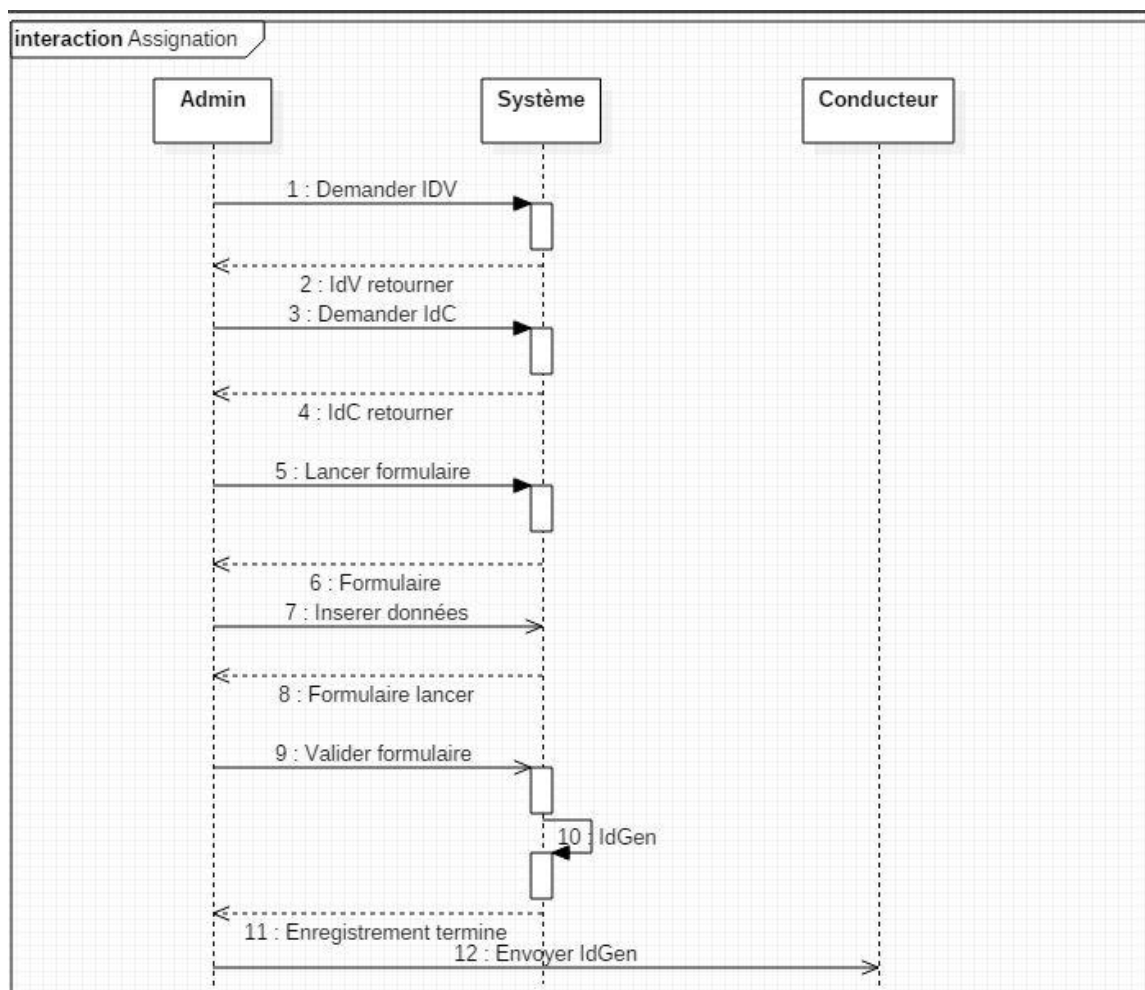 interaction Assignation
Admin
Système
Conducteur
1 : Demander IDV
2 : IdV retourner
3 : Demander IdC
4 : IdC retourner
5 : Lancer formulaire
6 : Formulaire
7 : Inserer données
8 : Formulaire lancer
9 : Valider formulaire
10 : IdGen
11 : Enregistrement termine
12 : Envoyer IdGen